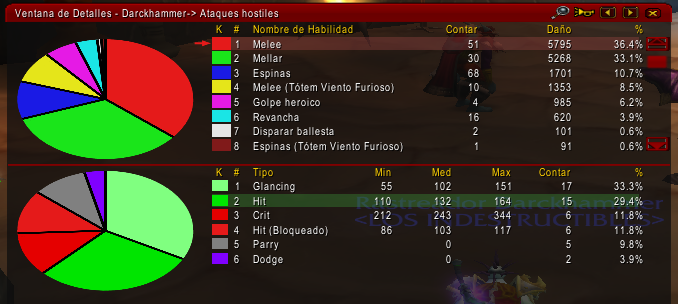 Ventana de Detalles - Darckhammer-> Ataques hostiles
K # Nombre de Habilidad Contar Daño %
1 Melee 51 5795 36.4%
2 Mellar 30 5268 33.1%
3 Espinas 68 1701 10.7%
4 Melee (Tótem Viento Furioso) 10 1353 8.5%
5 Golpe heroico 4 985 6.2%
6 Revancha 16 620 3.9%
7 Disparar ballesta 2 101 0.6%
8 Espinas (Tótem Viento Furioso) 1 91 0.6%
K # Tipo Min Med Max Contar %
1 Glancing 55 102 151 17 33.3%
2 Hit 110 132 164 15 29.4%
3 Crit 212 243 344 6 11.8%
4 Hit (Bloqueado) 86 103 117 6 11.8%
5 Parry 0 5 9.8%
6 Dodge 0 2 3.9%
<LOS INDESTRUCTIBLES>